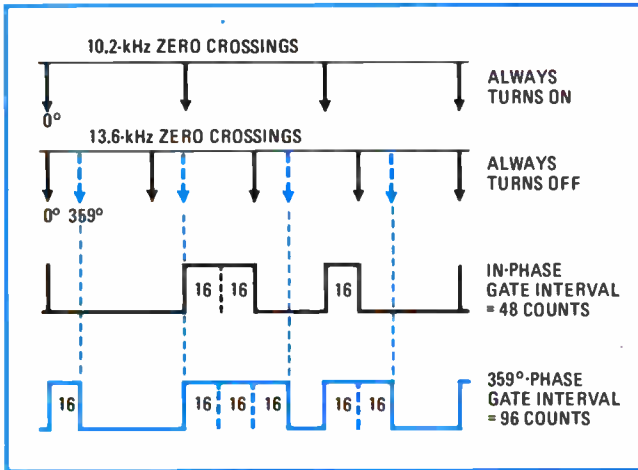 10.2-kHz ZERO CROSSINGS
ALWAYS
TURNS ON
0°
13.6-kHz ZERO CROSSINGS
ALWAYS
TURNS OFF
0° 359°
16 16 16
IN-PHASE
GATE INTERVAL
= 48 COUNTS
16 16 16 16 16 16
359°-PHASE
GATE INTERVAL
= 96 COUNTS